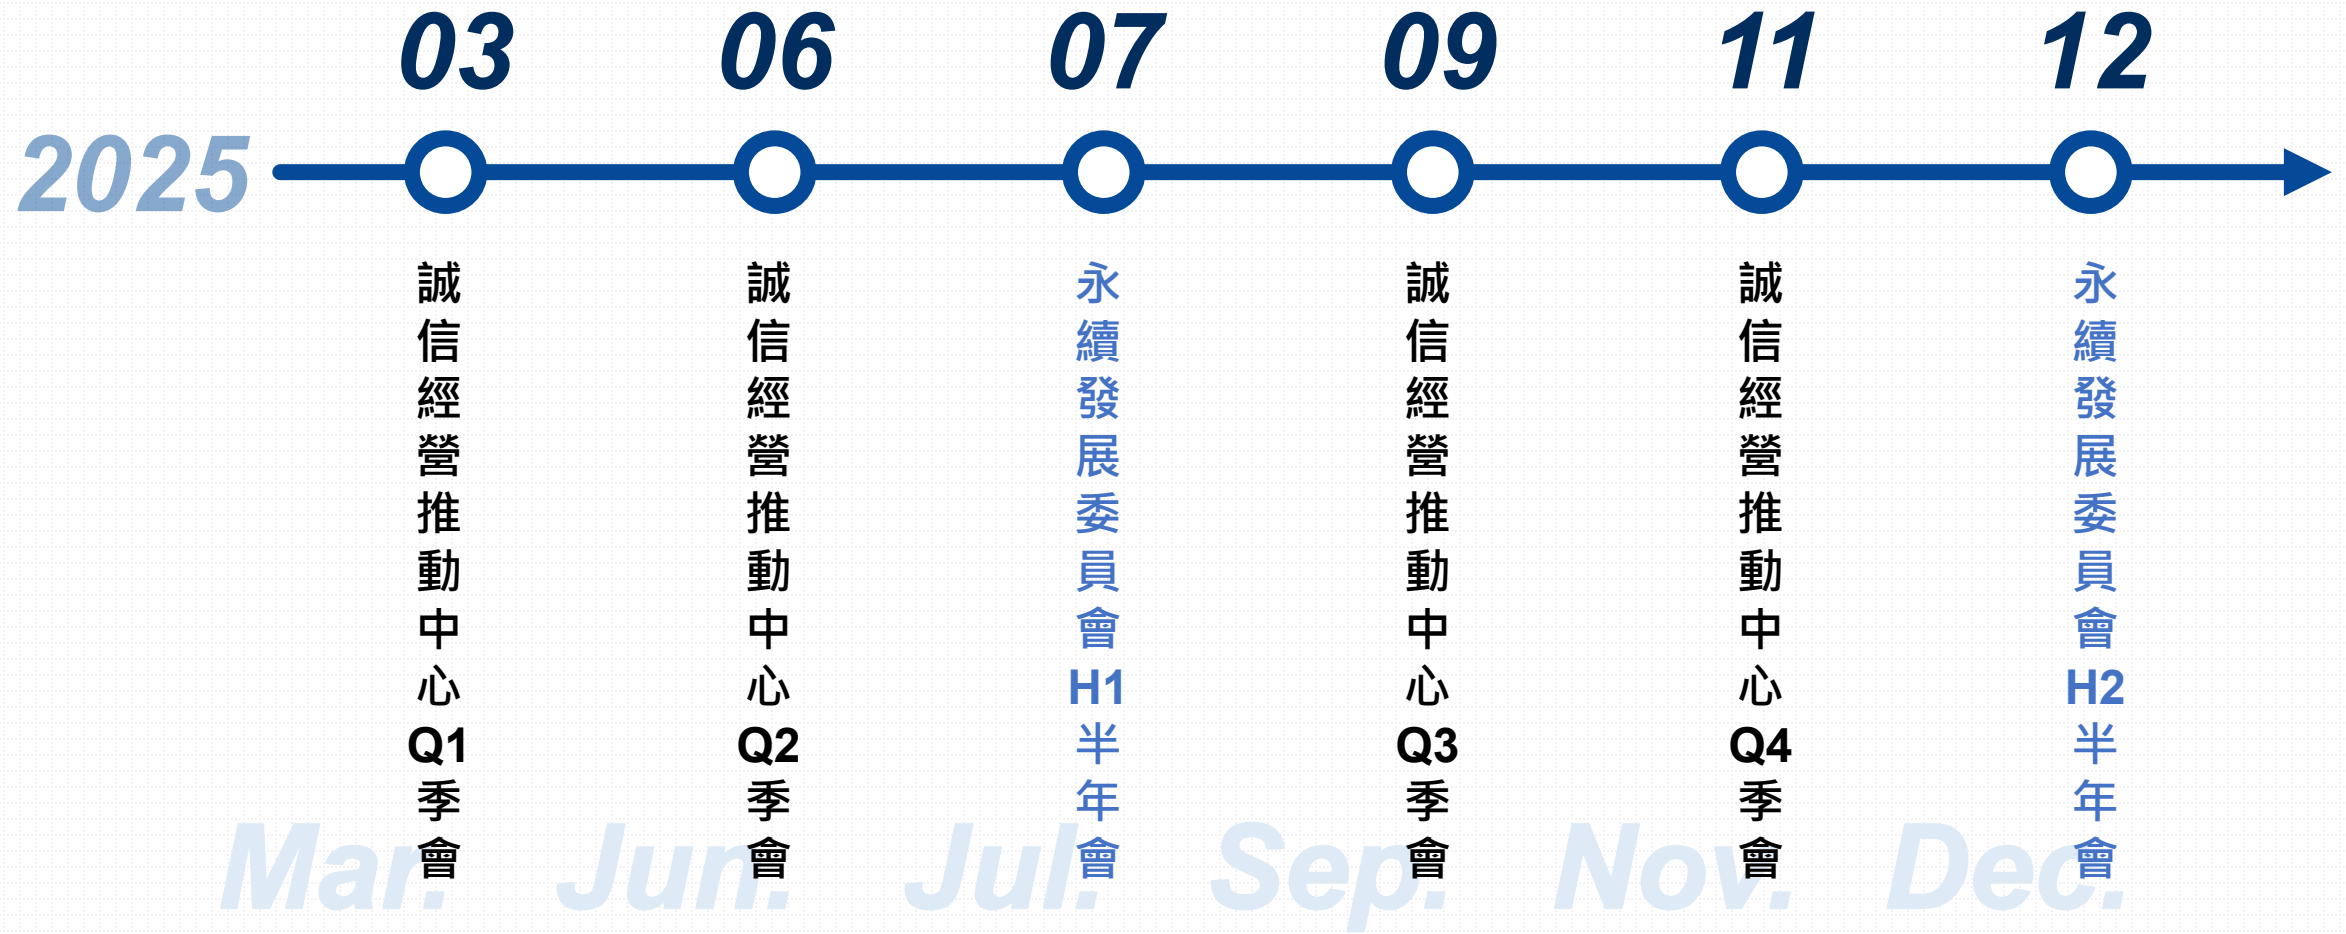 03
06
07
09
11
12
2025
誠信經營推動中心Q1季會
誠信經營推動中心Q2季會
永續發展委員會H1半年會
誠信經營推動中心Q3季會
誠信經營推動中心Q4季會
永續發展委員會H2半年會
Mar.
Jun.
Jul.
Sep.
Nov.
Dec.